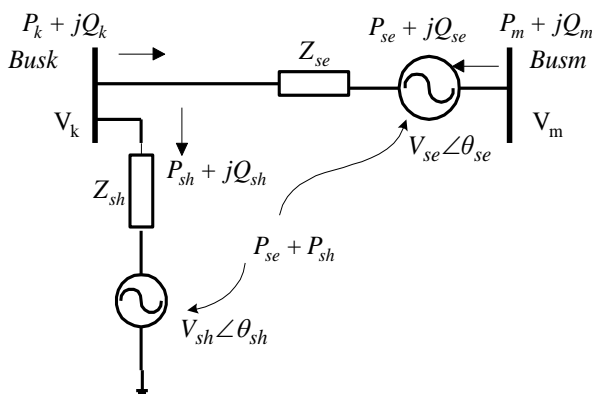 P_k + jQ_k
Busk
Z_se
P_se + jQ_se
P_m + jQ_m
Busm
V_k
V_m
V_se∠θ_se
P_sh + jQ_sh
Z_sh
P_se + P_sh
V_sh∠θ_sh